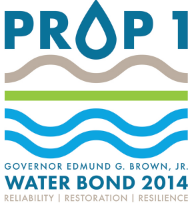 PROP 1
GOVERNOR EDMUND G. BROWN, JR.
WATER BOND 2014
RELIABILITY | RESTORATION | RESILIENCE